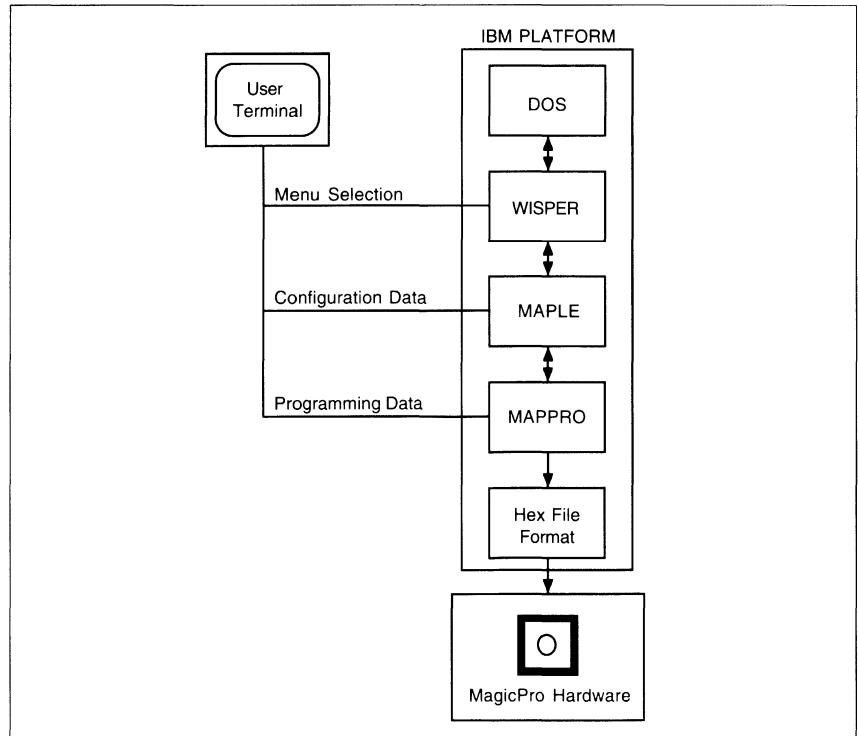 IBM PLATFORM
User
Terminal
DOS
Menu Selection
WISPER
Configuration Data
MAPLE
Programming Data
MAPPRO
Hex File
Format
MagicPro Hardware